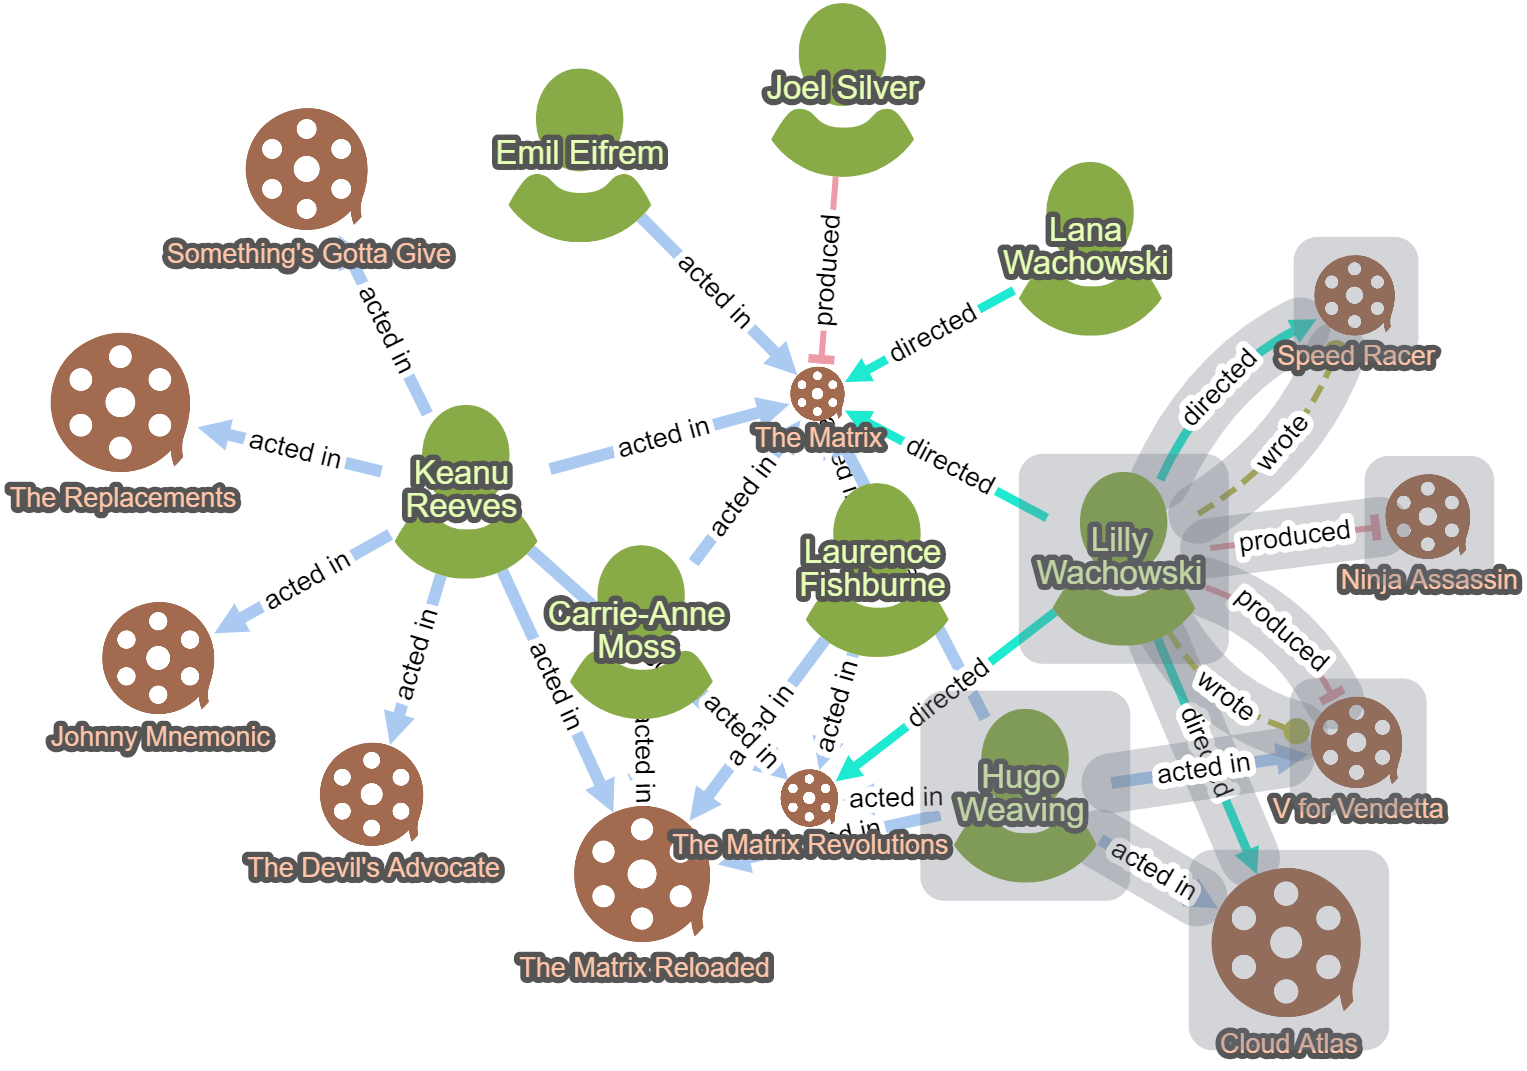 Joel Silver
Emil Eifrem
Lana
Wachowski
Something's Gotta Give
produced
acted in
acted in
directed
Speed Racer
directed
wrote
The Matrix
acted in
acted in
directed
Keanu
Reeves
The Replacements
acted in
Laurence
Fishburne
Lilly
Wachowski
produced
Ninja Assassin
acted in
Carrie-Anne
Moss
produced
acted in
acted in
wrote
acted in
acted in
directed
acted in
directed
Johnny Mnemonic
acted in
Hugo
Weaving
acted in
acted in
V for Vendetta
The Matrix Revolutions
The Devil's Advocate
acted in
The Matrix Reloaded
Cloud Atlas